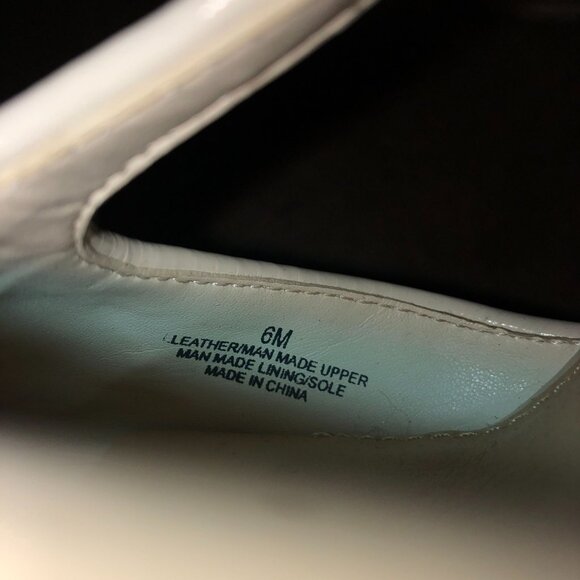 6M
LEATHER/MAN MADE UPPER
MAN MADE LINING/SOLE
MADE IN CHINA